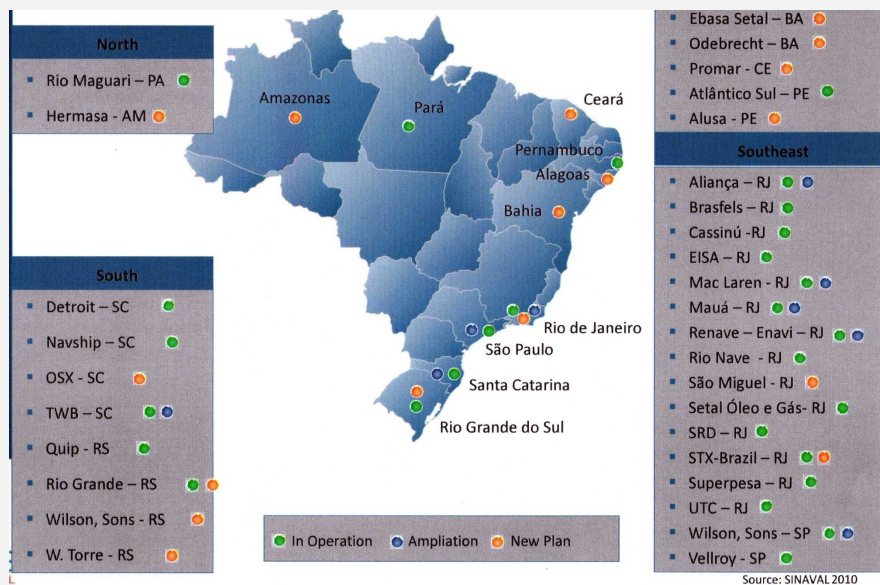 North
Rio Maguari – PA
Hermasa - AM
South
Detroit – SC
Navship – SC
OSX - SC
TWB – SC
Quip - RS
Rio Grande – RS
Wilson, Sons - RS
W. Torre - RS
Amazonas
Pará
Ceará
Pernambuco
Alagoas
Bahia
Rio de Janeiro
São Paulo
Santa Catarina
Rio Grande do Sul
In Operation Ampliation New Plan
Ebasa Setal – BA
Odebrecht – BA
Promar - CE
Atlântico Sul – PE
Alusa - PE
Southeast
Aliança – RJ
Brasfels – RJ
Cassinú -RJ
EISA – RJ
Mac Laren - RJ
Mauá – RJ
Renave – Enavi – RJ
Rio Nave - RJ
São Miguel - RJ
Setal Óleo e Gás- RJ
SRD – RJ
STX-Brazil – RJ
Superpesa – RJ
UTC – RJ
Wilson, Sons – SP
Vellroy - SP
Source: SINAVAL 2010